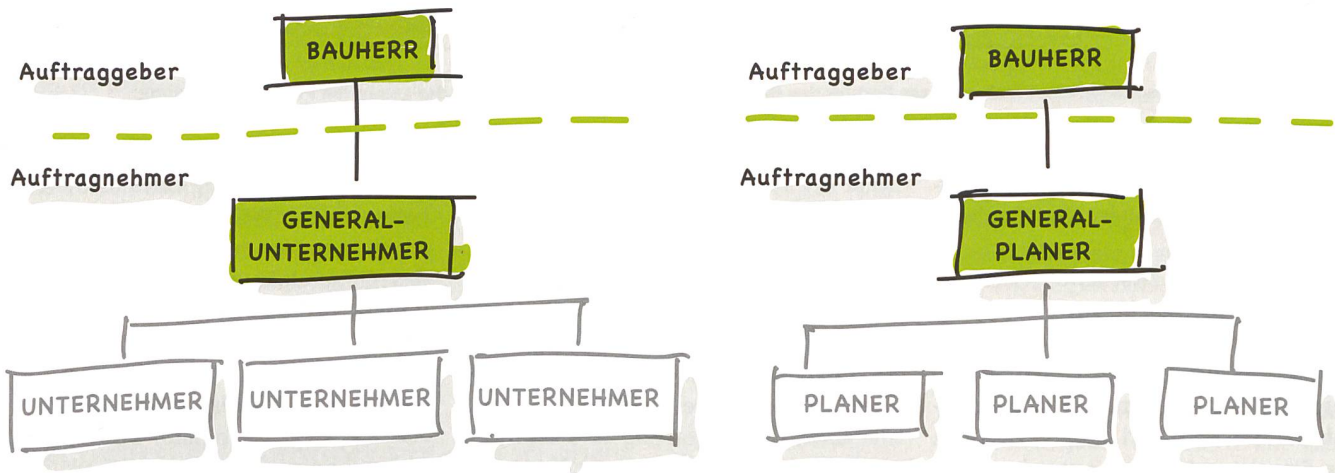 BAUHERR
Auftraggeber
Auftragnehmer
GENERAL-
UNTERNEHMER
UNTERNEHMER
UNTERNEHMER
UNTERNEHMER
BAUHERR
Auftraggeber
Auftragnehmer
GENERAL-
PLANER
PLANER
PLANER
PLANER